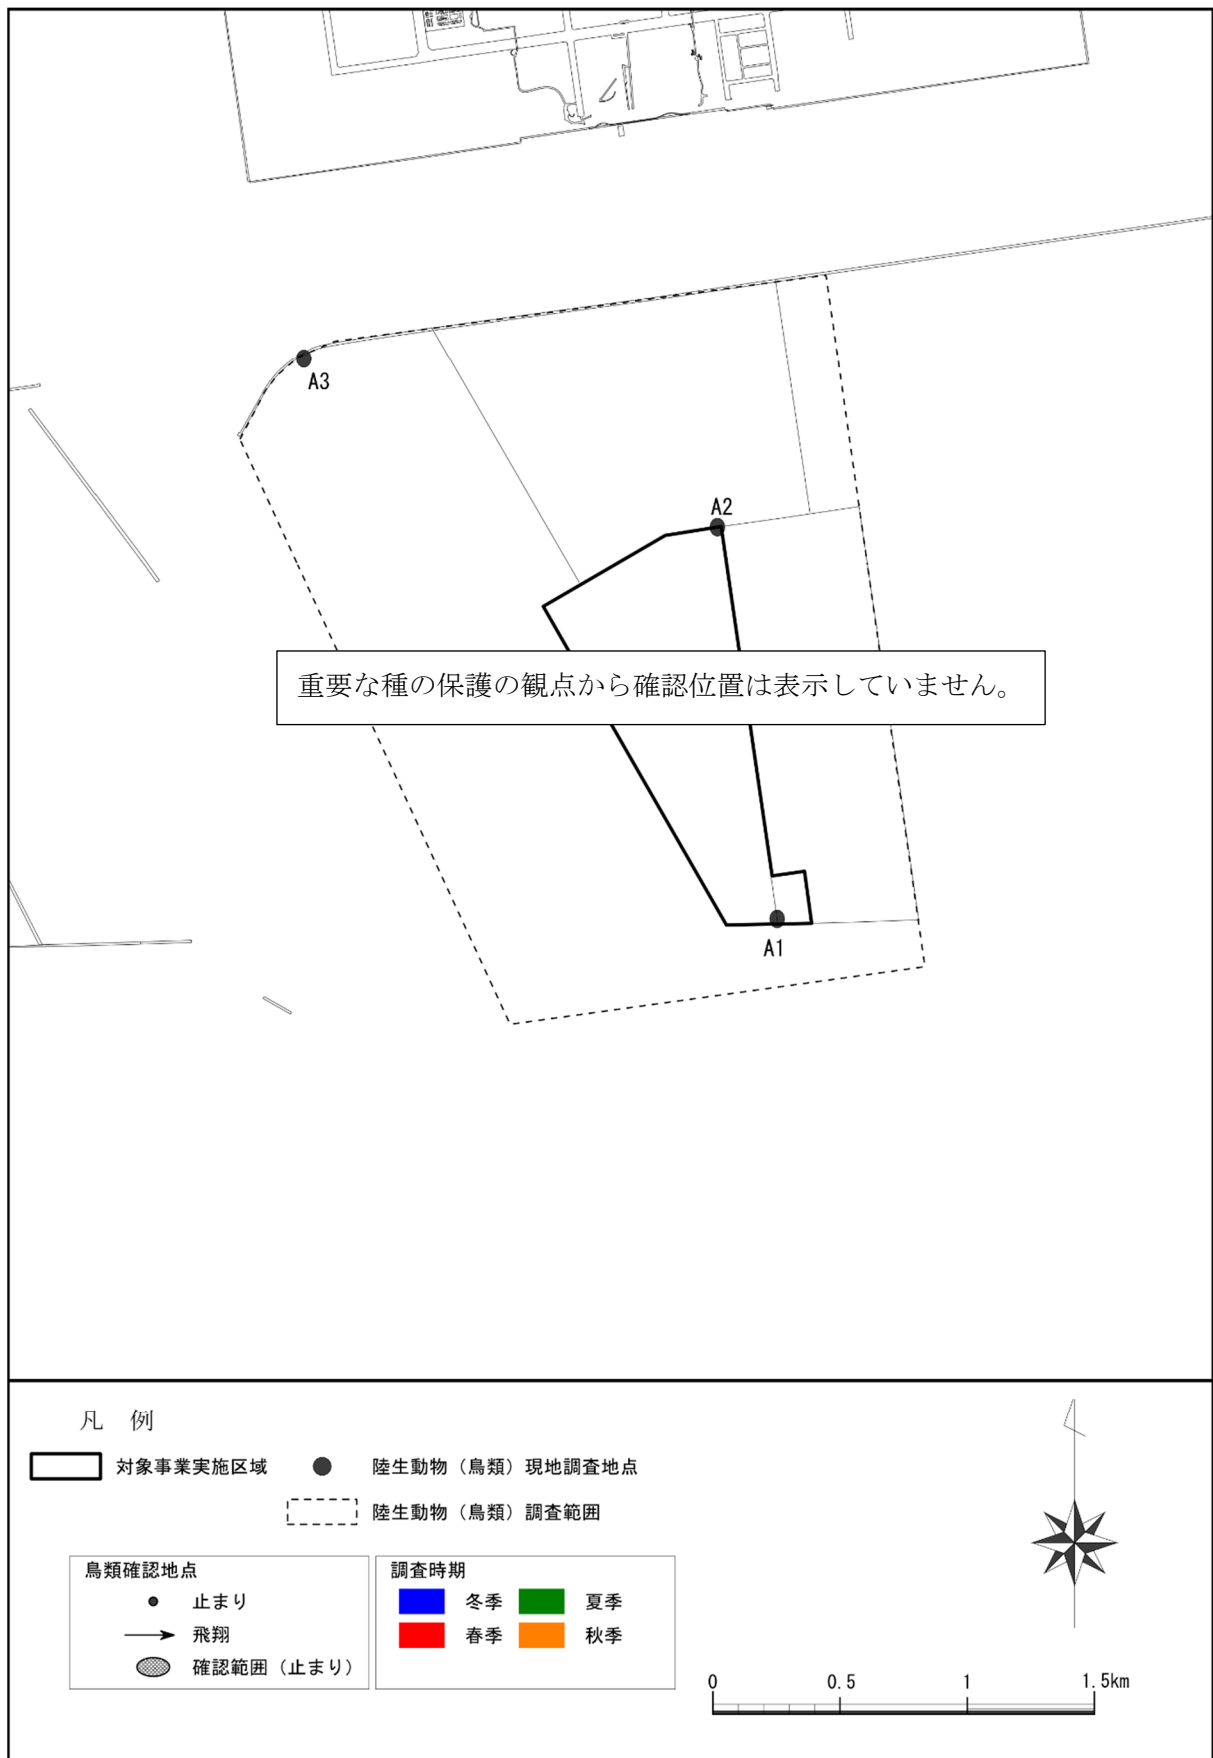 A3
A2
重要な種の保護の観点から確認位置は表示していません。
A1
凡 例
対象事業実施区域
陸生動物（鳥類）現地調査地点
陸生動物（鳥類）調査範囲
鳥類確認地点
止まり
飛翔
確認範囲（止まり）
調査時期
冬季 夏季
春季 秋季
0 0.5 1 1.5km